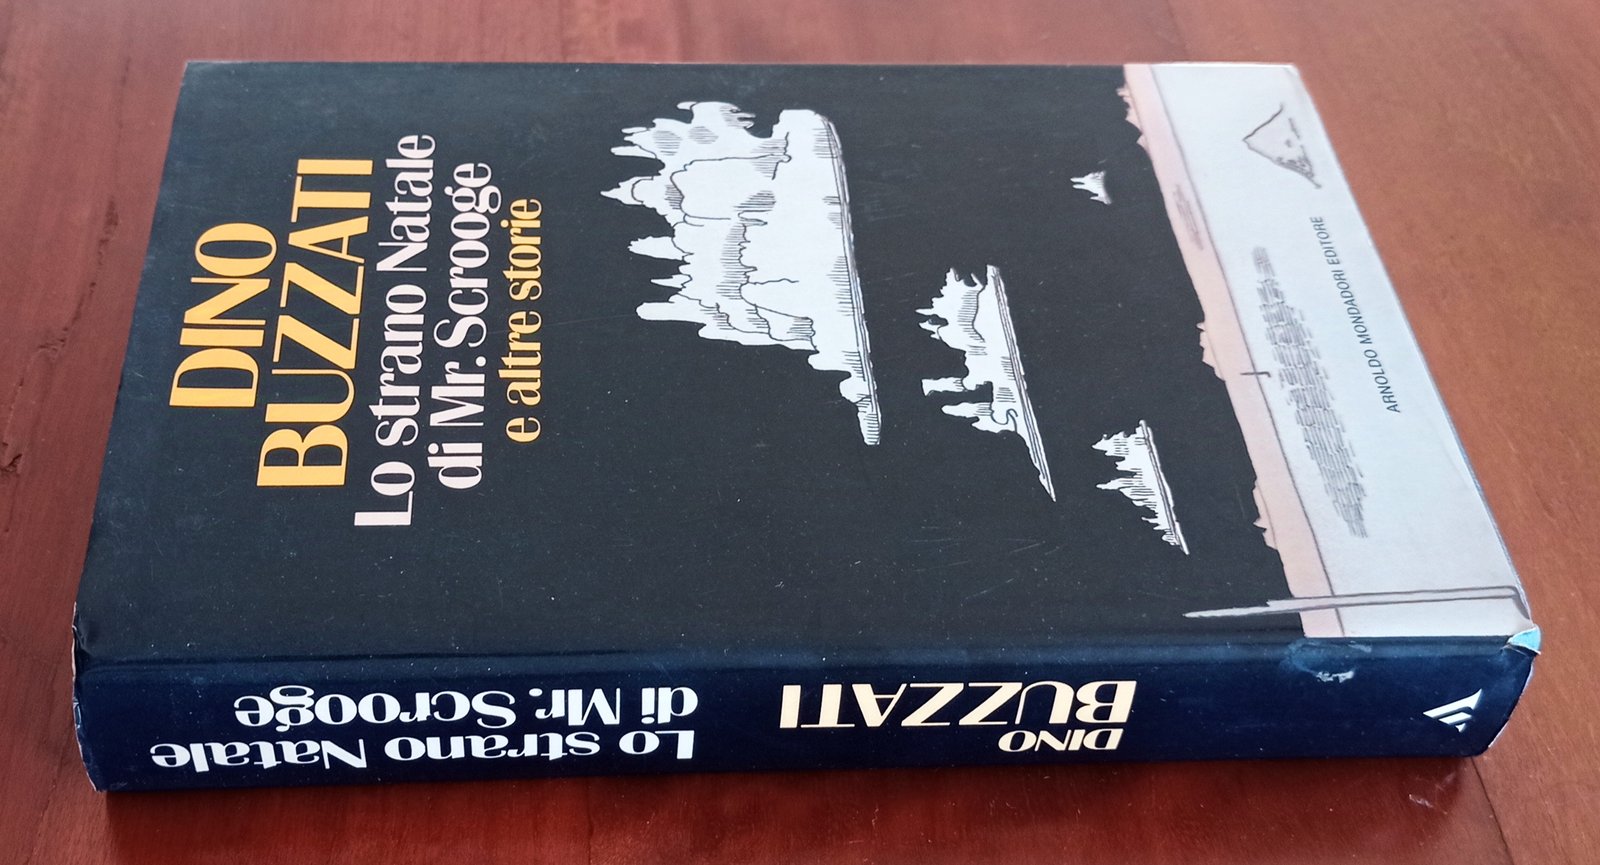 DINO
BUZZATI
Lo strano Natale
di Mr. Scrooge
e altre storie
ARNOLDO MONDADORI EDITORE
DINO
BUZZATI
Lo strano Natale
di Mr. Scrooge